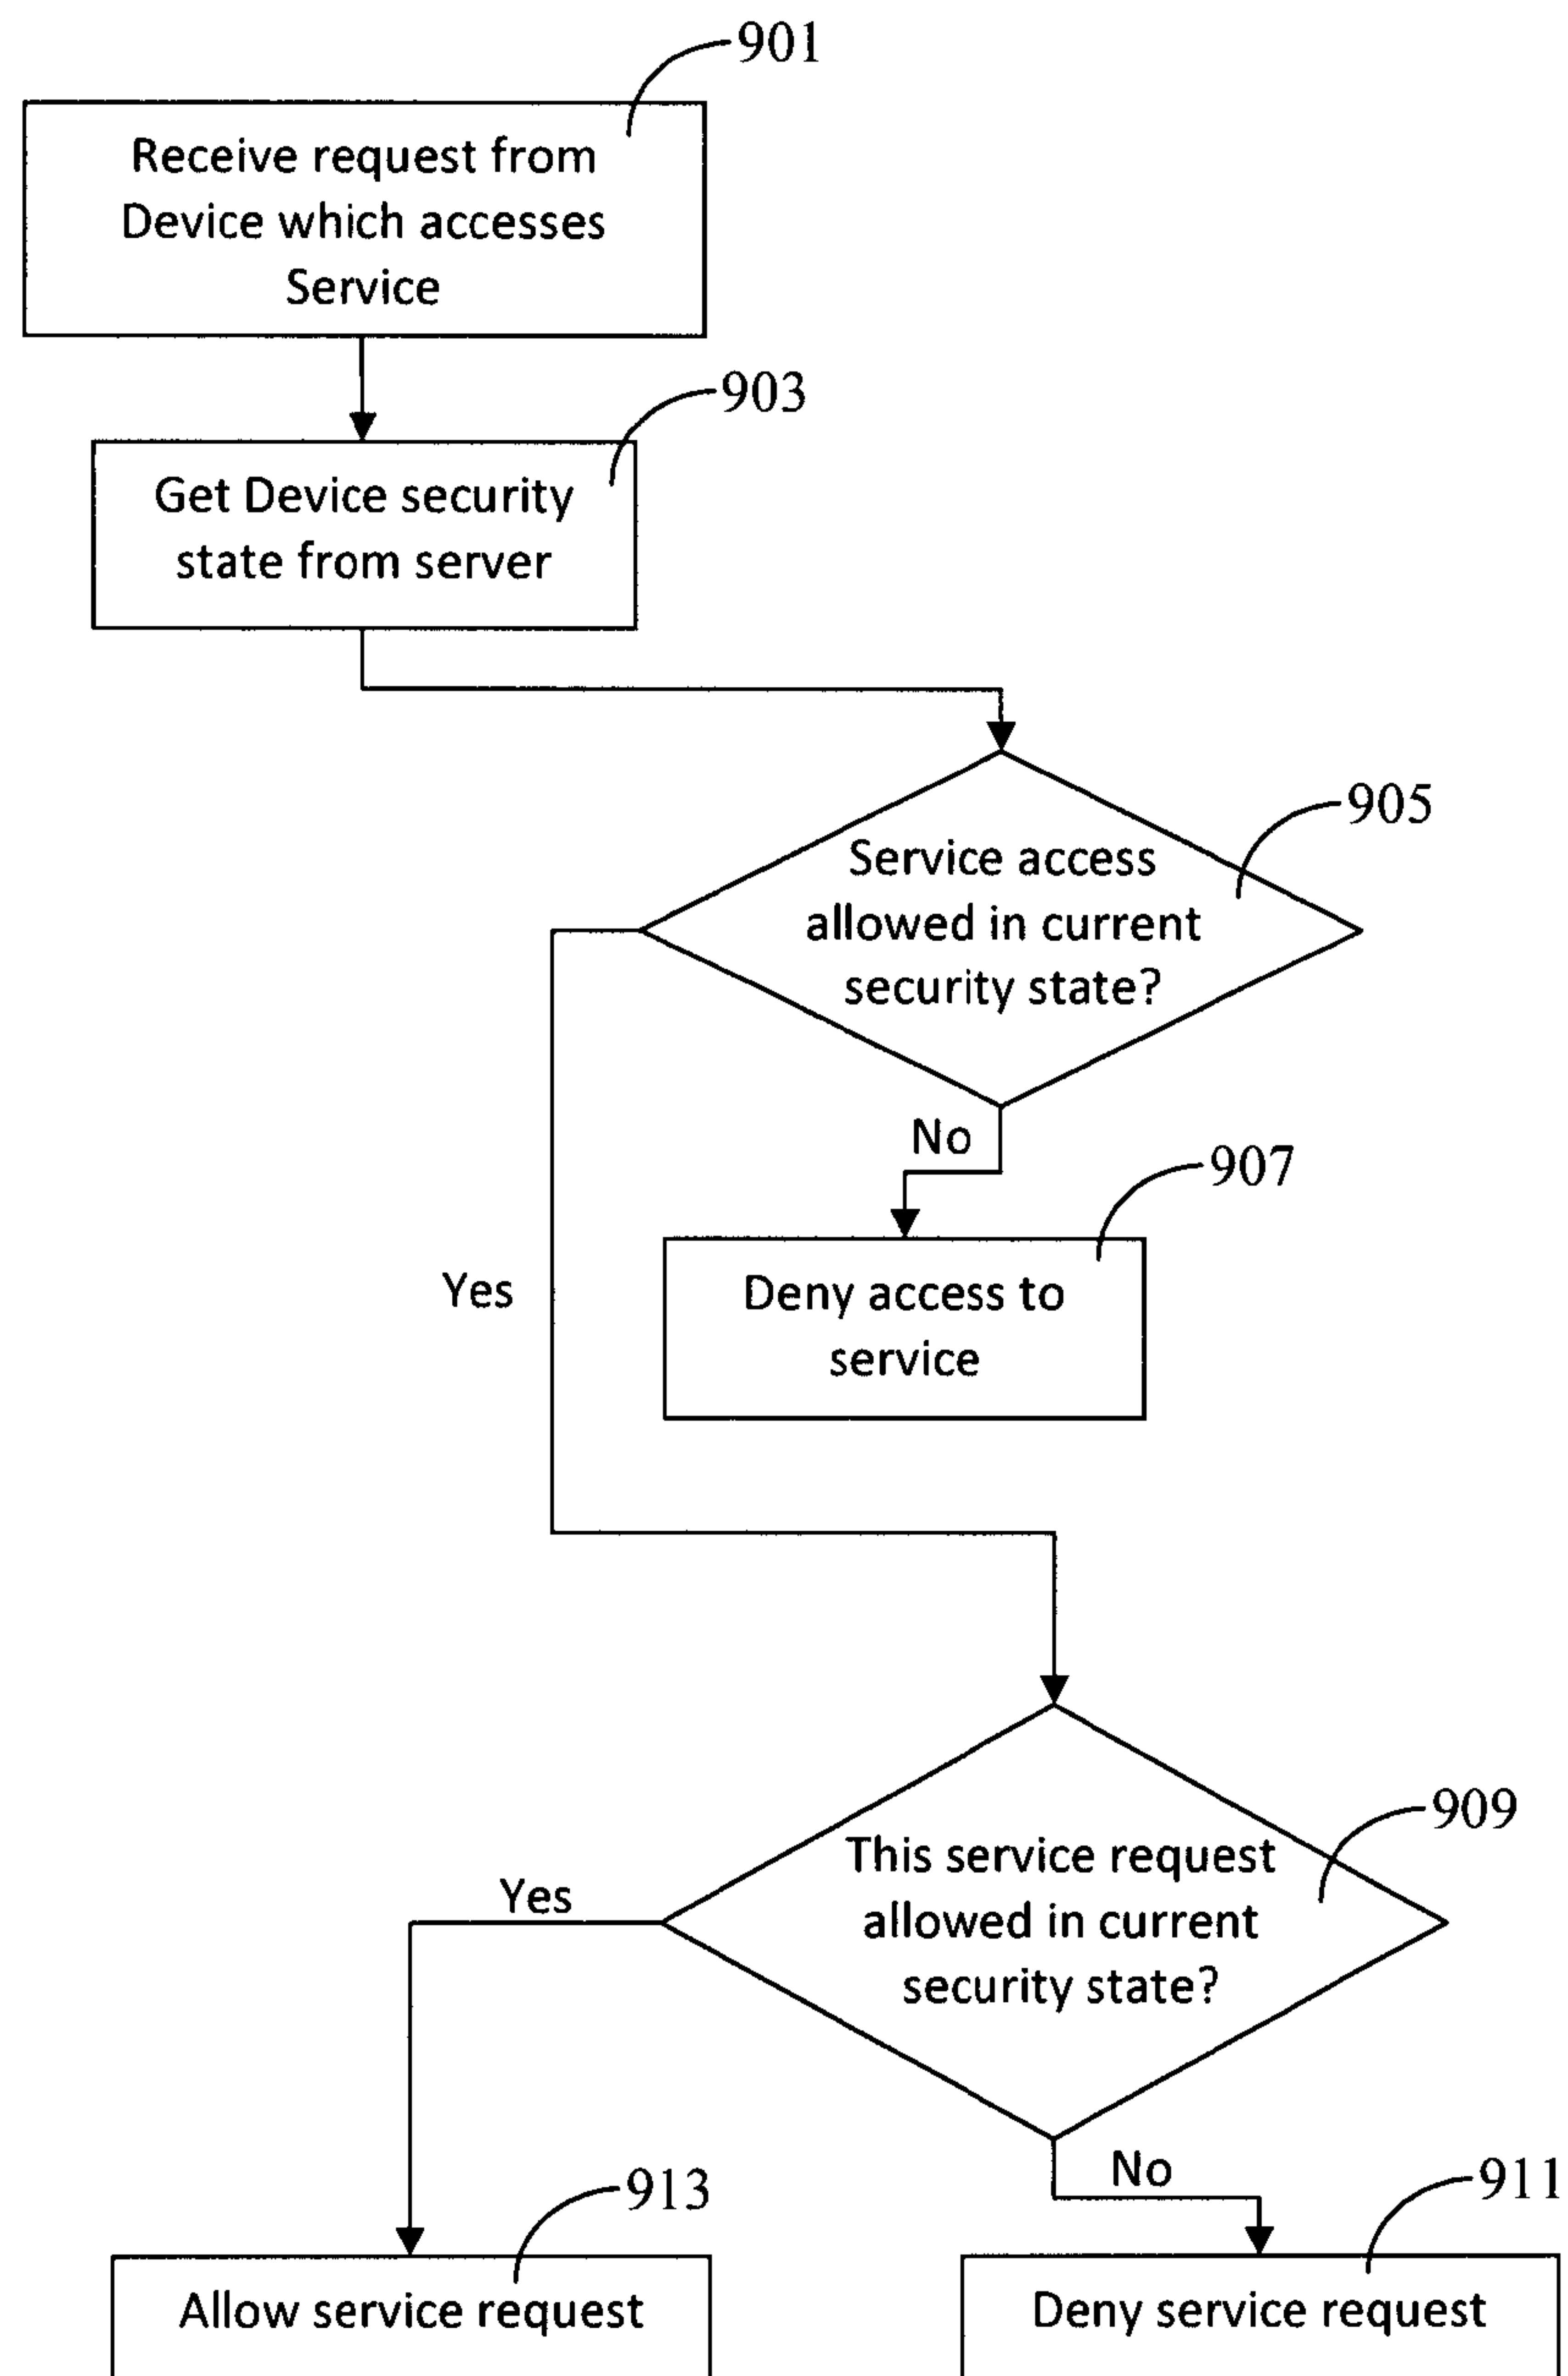 901
Receive request from
Device which accesses
Service
903
Get Device security
state from server
905
Service access
allowed in current
security state?
No
907
Yes
Deny access to
service
909
This service request
allowed in current
security state?
Yes
No
911
913
Allow service request
Deny service request